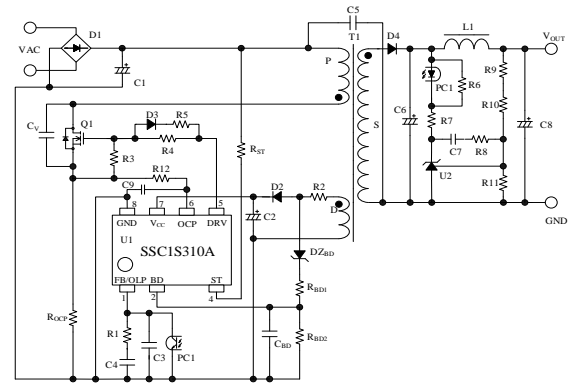 C5
T1
D1
VAC
C1
P
D4
L1
VOUT
PC1
R6
R9
R10
R7
C6
S
C8
C7
R8
U2
R11
GND
CV
Q1
D3
R5
R4
R3
R12
RST
C9
D2
R2
C2
D
8 7 6 5
GND VCC OCP DRV
U1
SSC1S310A
DZBD
FB/OLP BD ST
1 2 4
RBD1
ROCP
R1
C3
C4
PC1
CBD
RBD2